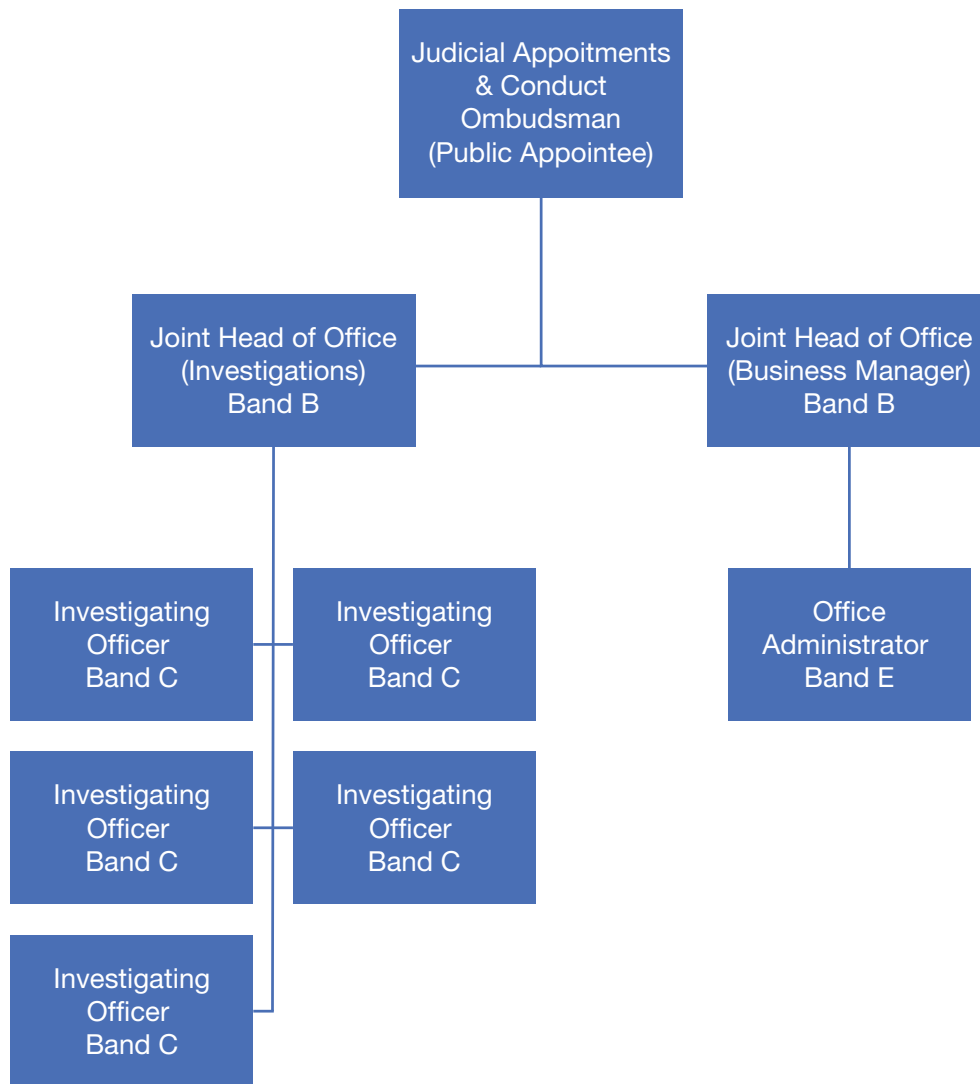 Judicial Appoitments
& Conduct
Ombudsman
(Public Appointee)
Joint Head of Office
(Investigations)
Band B
Joint Head of Office
(Business Manager)
Band B
Investigating
Officer
Band C
Investigating
Officer
Band C
Office
Administrator
Band E
Investigating
Officer
Band C
Investigating
Officer
Band C
Investigating
Officer
Band C